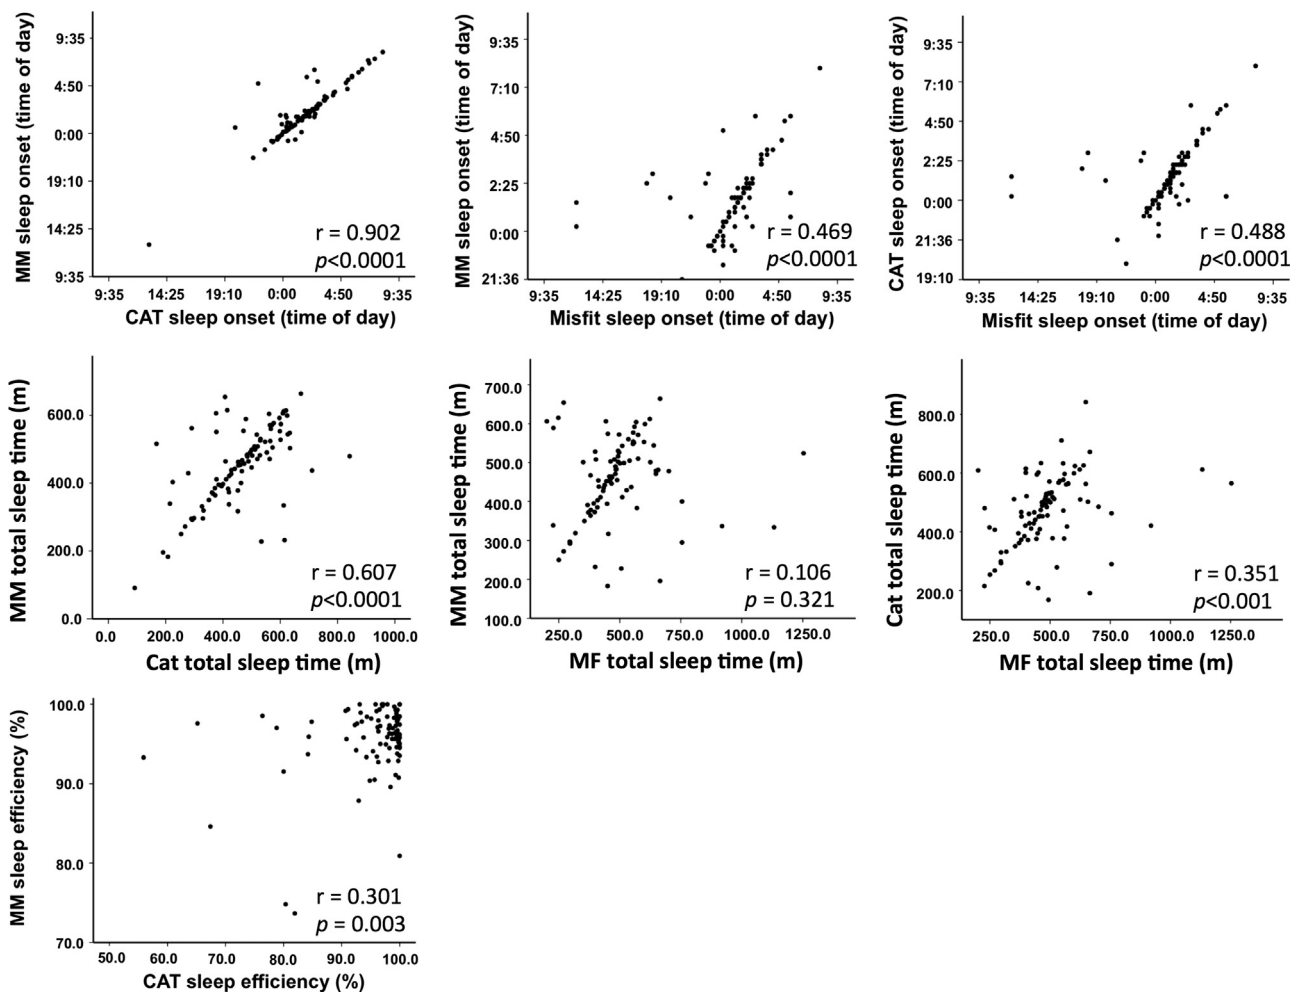 MM sleep onset (time of day)
9:35
4:50
0:00
19:10
14:25
9:35
r = 0.902
p<0.0001
9:35 14:25 19:10 0:00 4:50 9:35
CAT sleep onset (time of day)
MM sleep onset (time of day)
9:35
7:10
4:50
2:25
0:00
21:36
r = 0.469
p<0.0001
9:35 14:25 19:10 0:00 4:50 9:35
Misfit sleep onset (time of day)
CAT sleep onset (time of day)
9:35
7:10
4:50
2:25
0:00
21:36
19:10
r = 0.488
p<0.0001
9:35 14:25 19:10 0:00 4:50 9:35
Misfit sleep onset (time of day)
MM total sleep time (m)
600.0
400.0
200.0
0.0
r = 0.607
p<0.0001
0.0 200.0 400.0 600.0 800.0 1000.0
Cat total sleep time (m)
MM total sleep time (m)
700.0
600.0
500.0
400.0
300.0
200.0
100.0
r = 0.106
p = 0.321
250.0 500.0 750.0 1000.0 1250.0
MF total sleep time (m)
Cat total sleep time (m)
800.0
600.0
400.0
200.0
r = 0.351
p<0.001
250.0 500.0 750.0 1000.0 1250.0
MF total sleep time (m)
MM sleep efficiency (%)
100.0
90.0
80.0
70.0
r = 0.301
p = 0.003
50.0 60.0 70.0 80.0 90.0 100.0
CAT sleep efficiency (%)